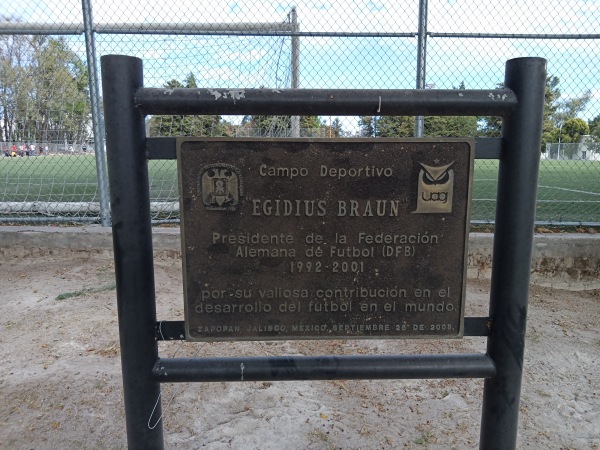 Campo Deportivo
uag
EGIDIUS BRAUN
Presidente de la Federación
Alemana de Futbol (DFB)
1992-2001
por su valiosa contribución en el
desarrollo del futbol en el mundo.
ZAPOPAN, JALISCO, MEXICO, SEPTIEMBRE